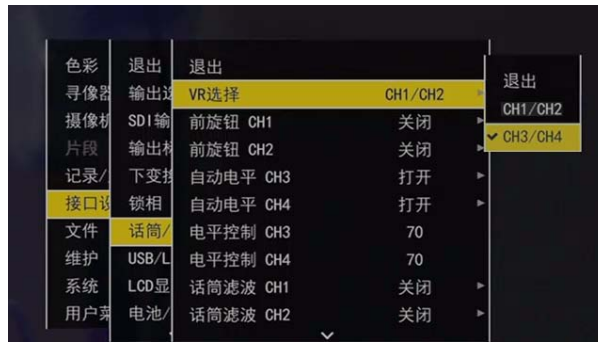 色彩
寻像器
摄像机
片段
记录/
接口设
文件
维护
系统
用户菜
退出
输出选
SDI输
输出
下变换
锁相
话筒/
USB/L
LCD显
电池/
退出
VR选择 CH1/CH2
前旋钮 CH1 关闭
前旋钮 CH2 关闭
自动电平 CH3 打开
自动电平 CH4 打开
电平控制 CH3 70
电平控制 CH4 70
话筒滤波 CH1 关闭
话筒滤波 CH2 关闭
退出
CH1/CH2
CH3/CH4